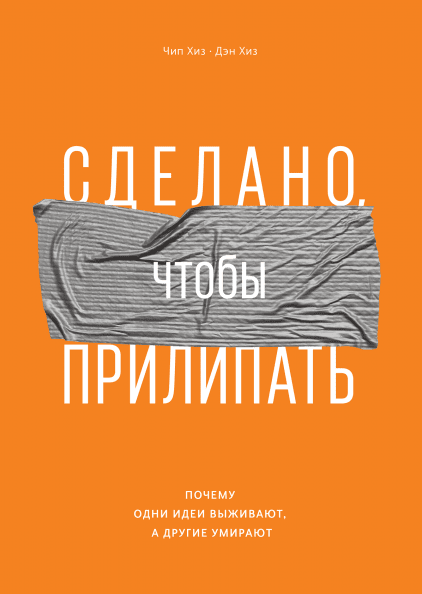 Чип Хиз · Дэн Хиз
СДЕЛАНО,
чтобы
ПРИЛИПАТЬ
ПОЧЕМУ
ОДНИ ИДЕИ ВЫЖИВАЮТ,
А ДРУГИЕ УМИРАЮТ